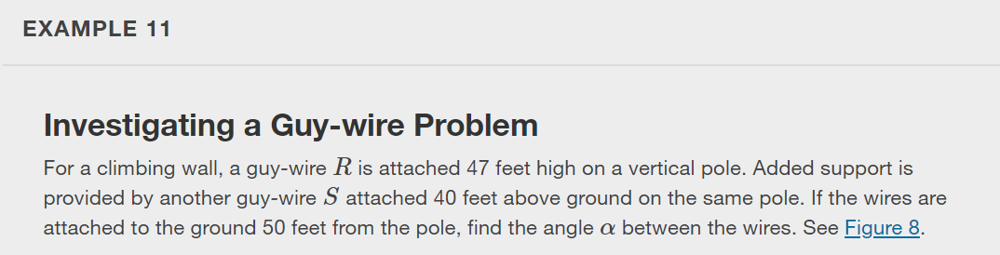 EXAMPLE 11
Investigating a Guy-wire Problem
For a climbing wall, a guy-wire R is attached 47 feet high on a vertical pole. Added support is
provided by another guy-wire S attached 40 feet above ground on the same pole. If the wires are
attached to the ground 50 feet from the pole, find the angle α between the wires. See Figure 8.